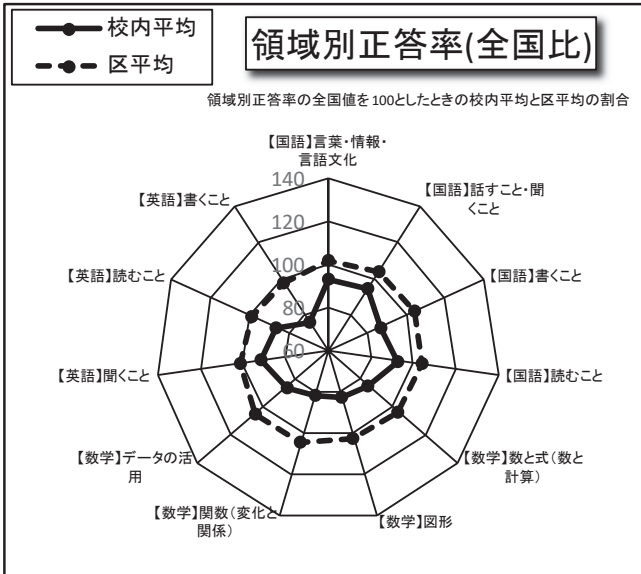 校内平均
区平均
領域別正答率(全国比)
領域別正答率の全国値を100としたときの校内平均と区平均の割合
【国語】言葉・情報・
言語文化
【国語】話すこと・聞
くこと
【国語】書くこと
【国語】読むこと
【数学】数と式（数と
計算）
【数学】図形
【数学】関数（変化と
関係）
【数学】データの活
用
【英語】聞くこと
【英語】読むこと
【英語】書くこと
140
120
100
80
60